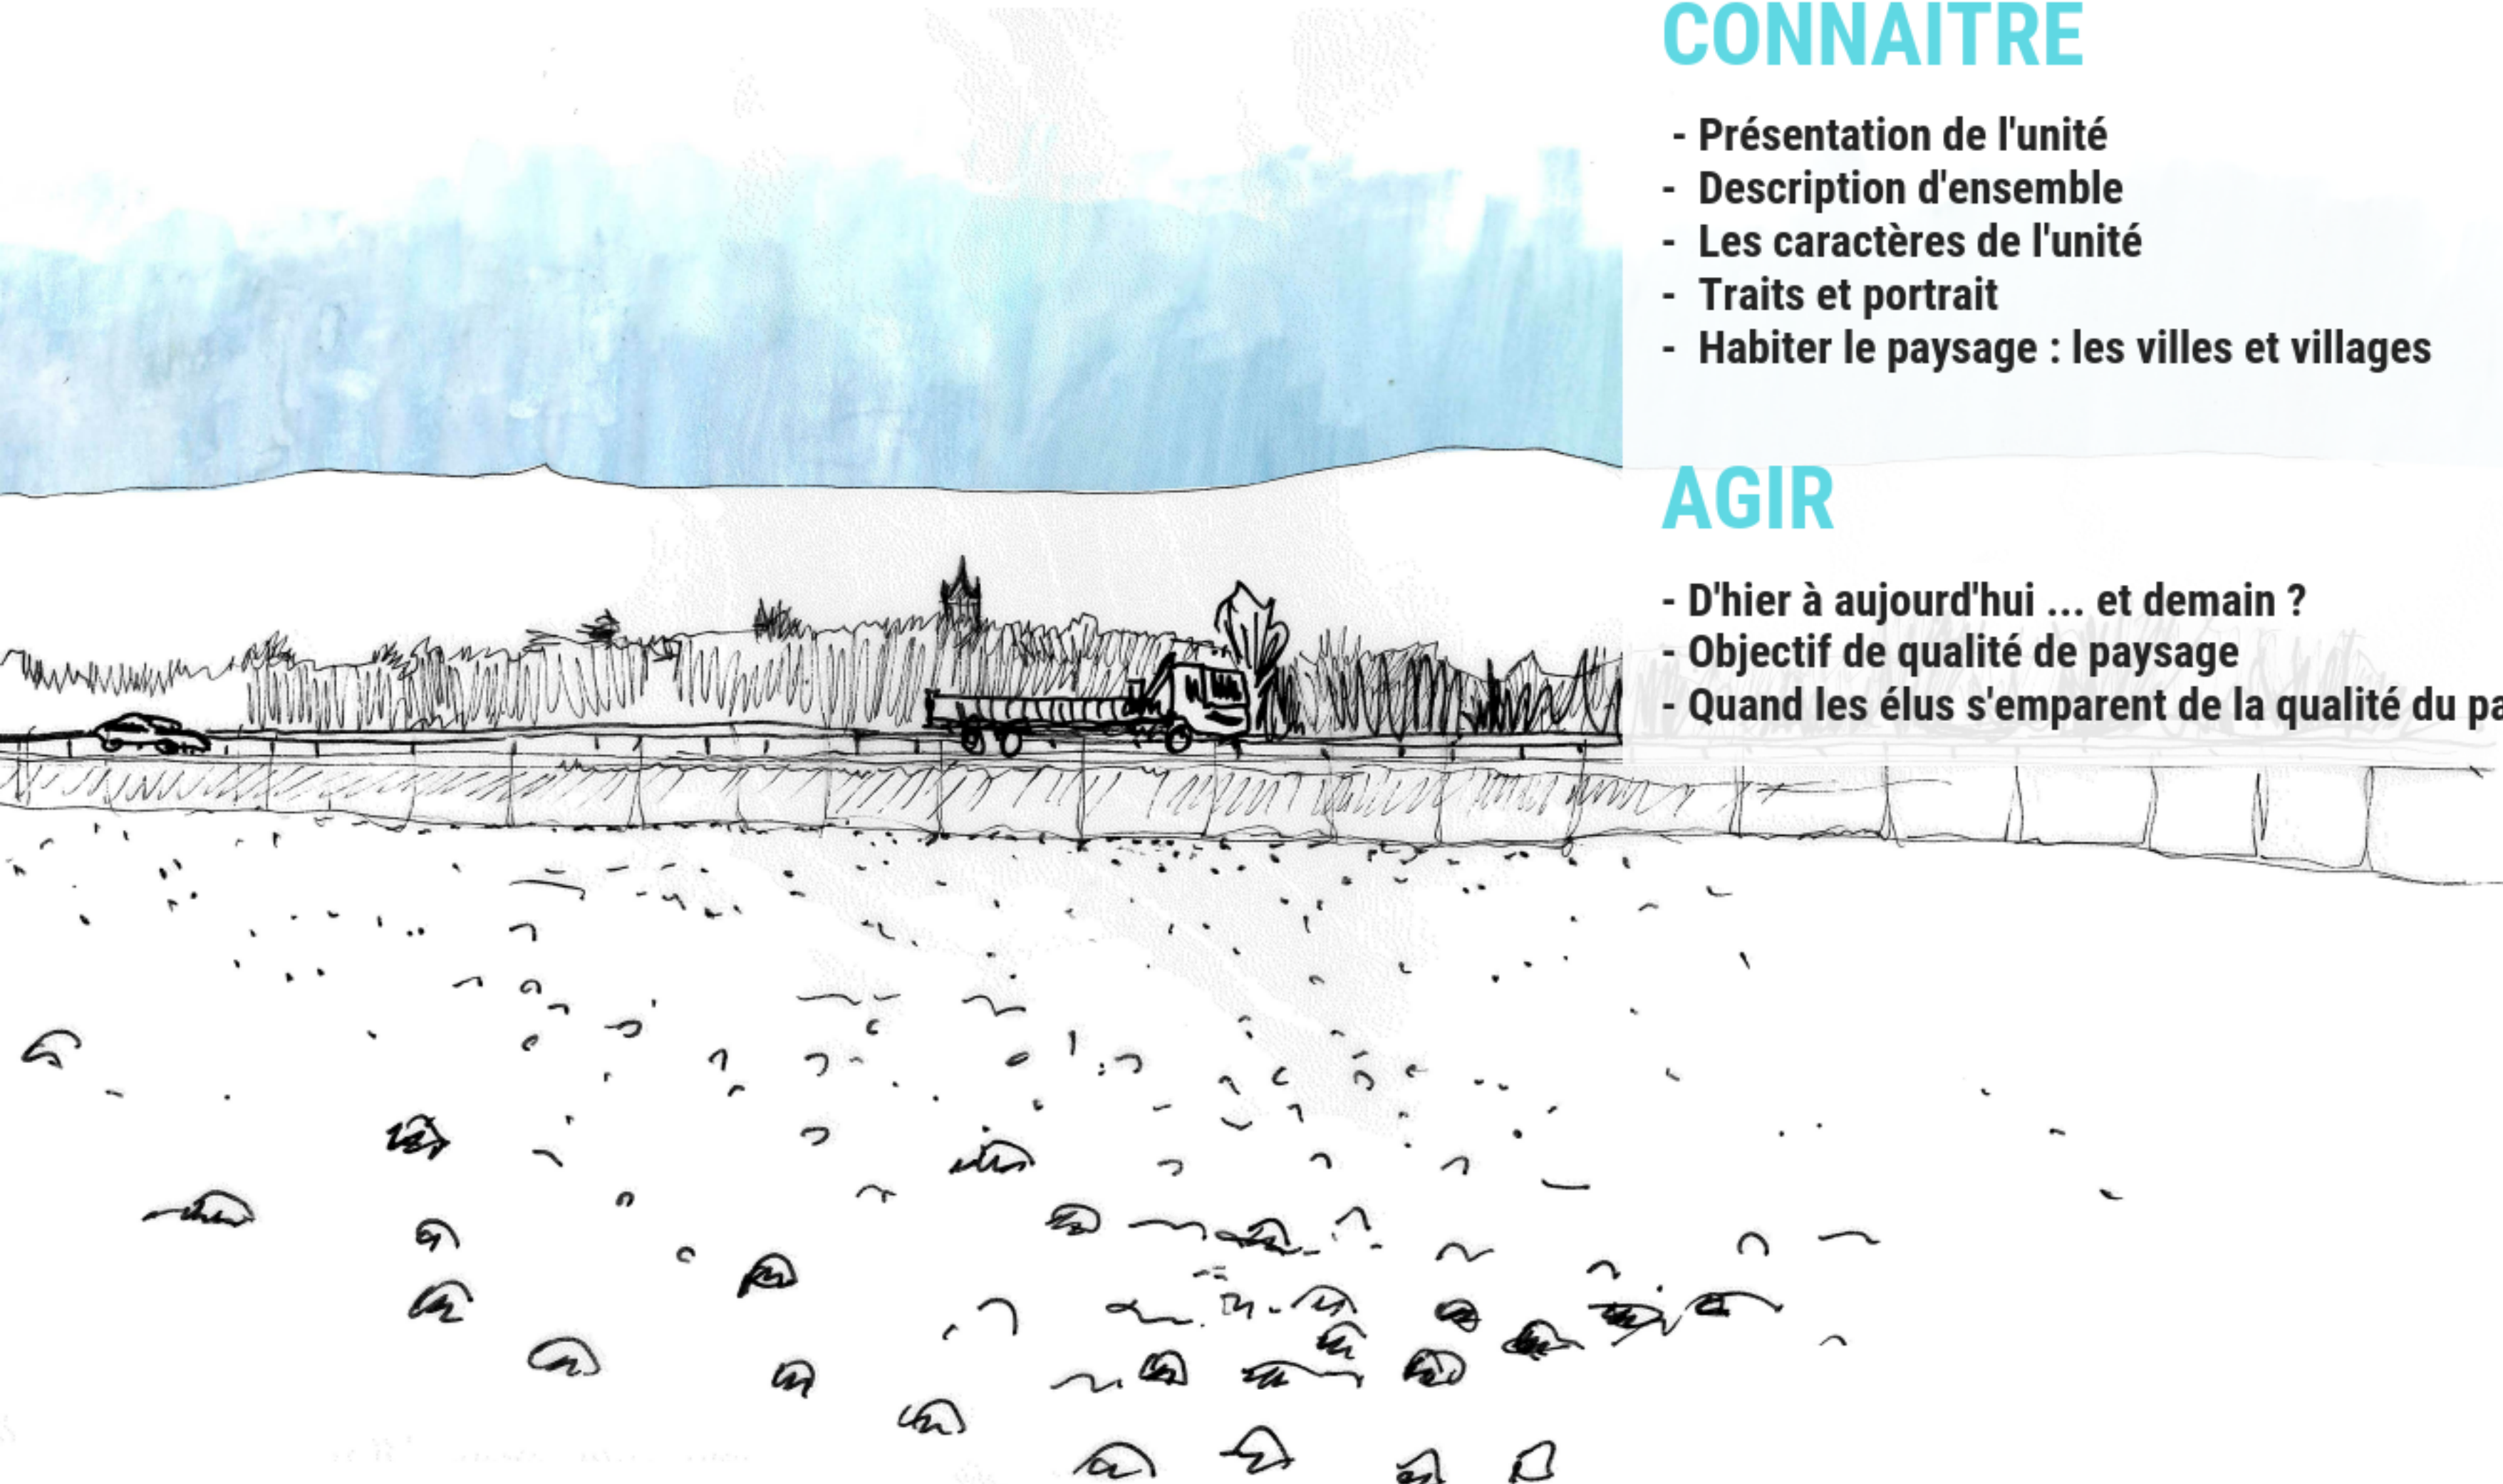 CONNAITRE
- Présentation de l'unité
- Description d'ensemble
- Les caractères de l'unité
- Traits et portrait
- Habiter le paysage : les villes et villages
AGIR
- D'hier à aujourd'hui ... et demain ?
- Objectif de qualité de paysage
- Quand les élus s'emparent de la qualité du